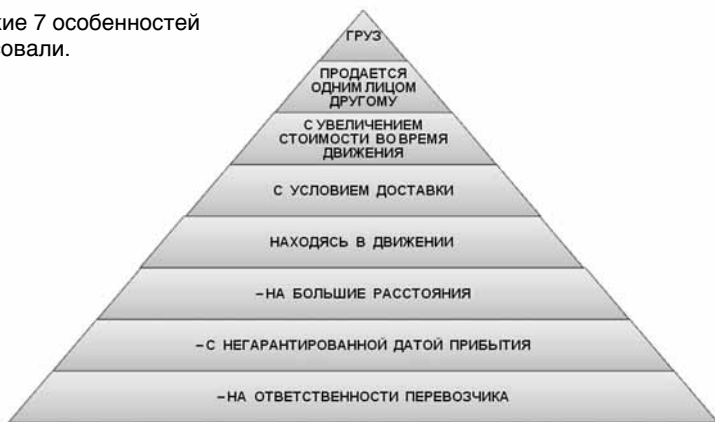 кие 7 особенностей
совали.
ГРУЗ
ПРОДАЕТСЯ
ОДНИМ ЛИЦОМ
ДРУГОМУ
С УВЕЛИЧЕНИЕМ
СТОИМОСТИ ВО ВРЕМЯ
ДВИЖЕНИЯ
С УСЛОВИЕМ ДОСТАВКИ
НАХОДЯСЬ В ДВИЖЕНИИ
–НА БОЛЬШИЕ РАССТОЯНИЯ
–С НЕГАРАНТИРОВАННОЙ ДАТОЙ ПРИБЫТИЯ
–НА ОТВЕТСТВЕННОСТИ ПЕРЕВОЗЧИКА